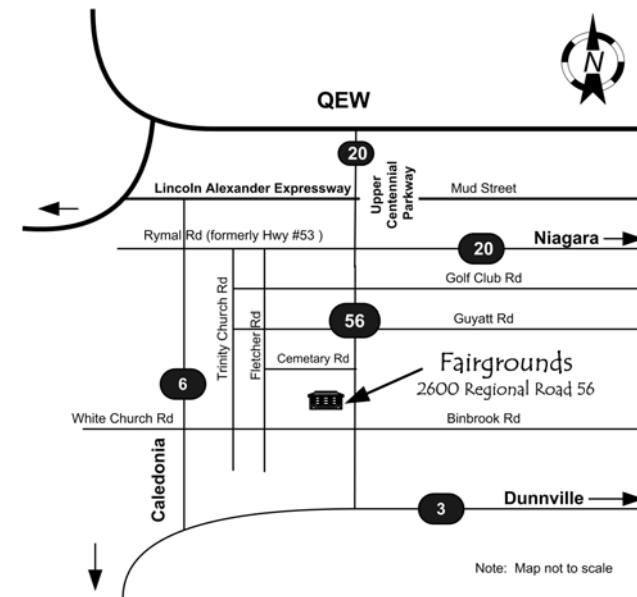 N
QEW
20
Lincoln Alexander Expressway
Upper
Centennial
Parkway
Mud Street
Rymal Rd (formerly Hwy #53 )
20
Niagara
Golf Club Rd
Trinity Church Rd
Fletcher Rd
56
Guyatt Rd
Cemetary Rd
Fairgrounds
2600 Regional Road 56
6
White Church Rd
Binbrook Rd
Caledonia
3
Dunnville
Note: Map not to scale